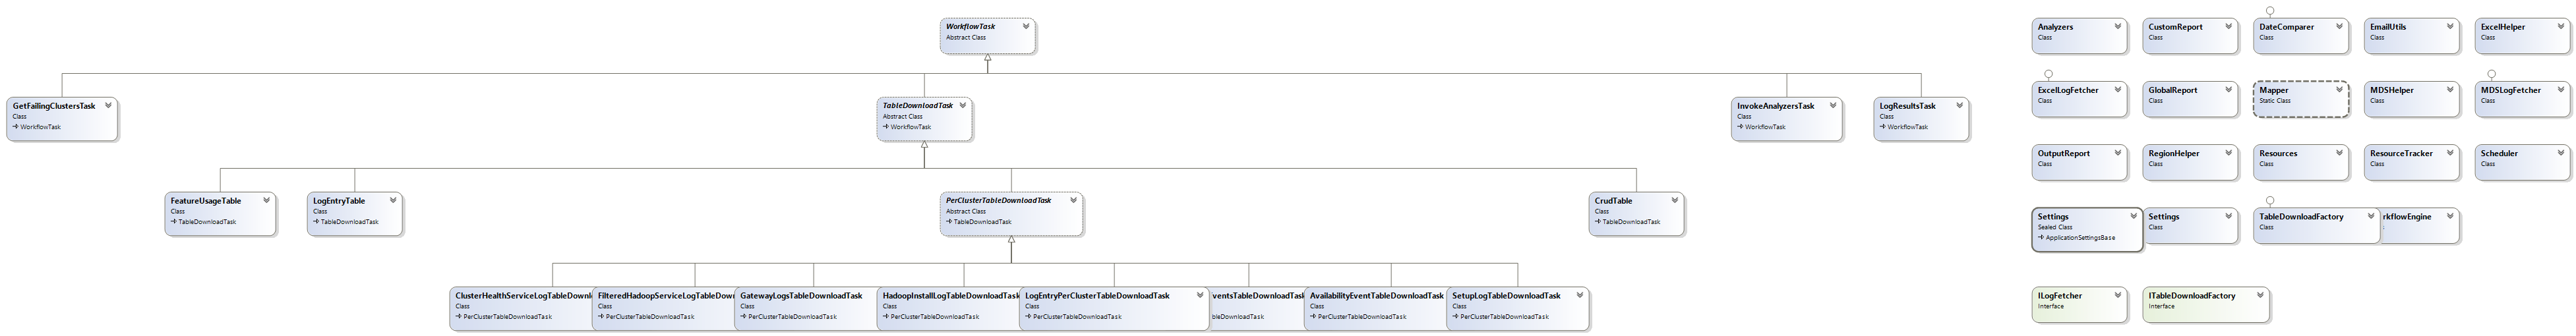 WorkflowTask
Abstract Class
GetFailingClustersTask
Class
WorkflowTask
TableDownloadTask
Abstract Class
WorkflowTask
InvokeAnalyzersTask
Class
WorkflowTask
LogResultsTask
Class
WorkflowTask
FeatureUsageTable
Class
TableDownloadTask
LogEntryTable
Class
TableDownloadTask
PerClusterTableDownloadTask
Abstract Class
TableDownloadTask
CrudTable
Class
TableDownloadTask
ClusterHealthServiceLogTableDownl
Class
PerClusterTableDownloadTask
FilteredHadoopServiceLogTableDow
Class
PerClusterTableDownloadTask
GatewayLogsTableDownloadTask
Class
PerClusterTableDownloadTask
HadoopInstallLogTableDownloadTask
Class
PerClusterTableDownloadTask
LogEntryPerClusterTableDownloadTask
Class
PerClusterTableDownloadTask
ventsTableDownloadTask
bleDownloadTask
AvailabilityEventTableDownloadTask
Class
PerClusterTableDownloadTask
SetupLogTableDownloadTask
Class
PerClusterTableDownloadTask
Analyzers
Class
CustomReport
Class
DateComparer
Class
EmailUtils
Class
ExcelHelper
Class
ExcelLogFetcher
Class
GlobalReport
Class
Mapper
Static Class
MDSHelper
Class
MDSLogFetcher
Class
OutputReport
Class
RegionHelper
Class
Resources
Class
ResourceTracker
Class
Scheduler
Class
Settings
Sealed Class
ApplicationSettingsBase
Settings
Class
TableDownloadFactory
Class
rkflowEngine
ILogFetcher
Interface
ITableDownloadFactory
Interface